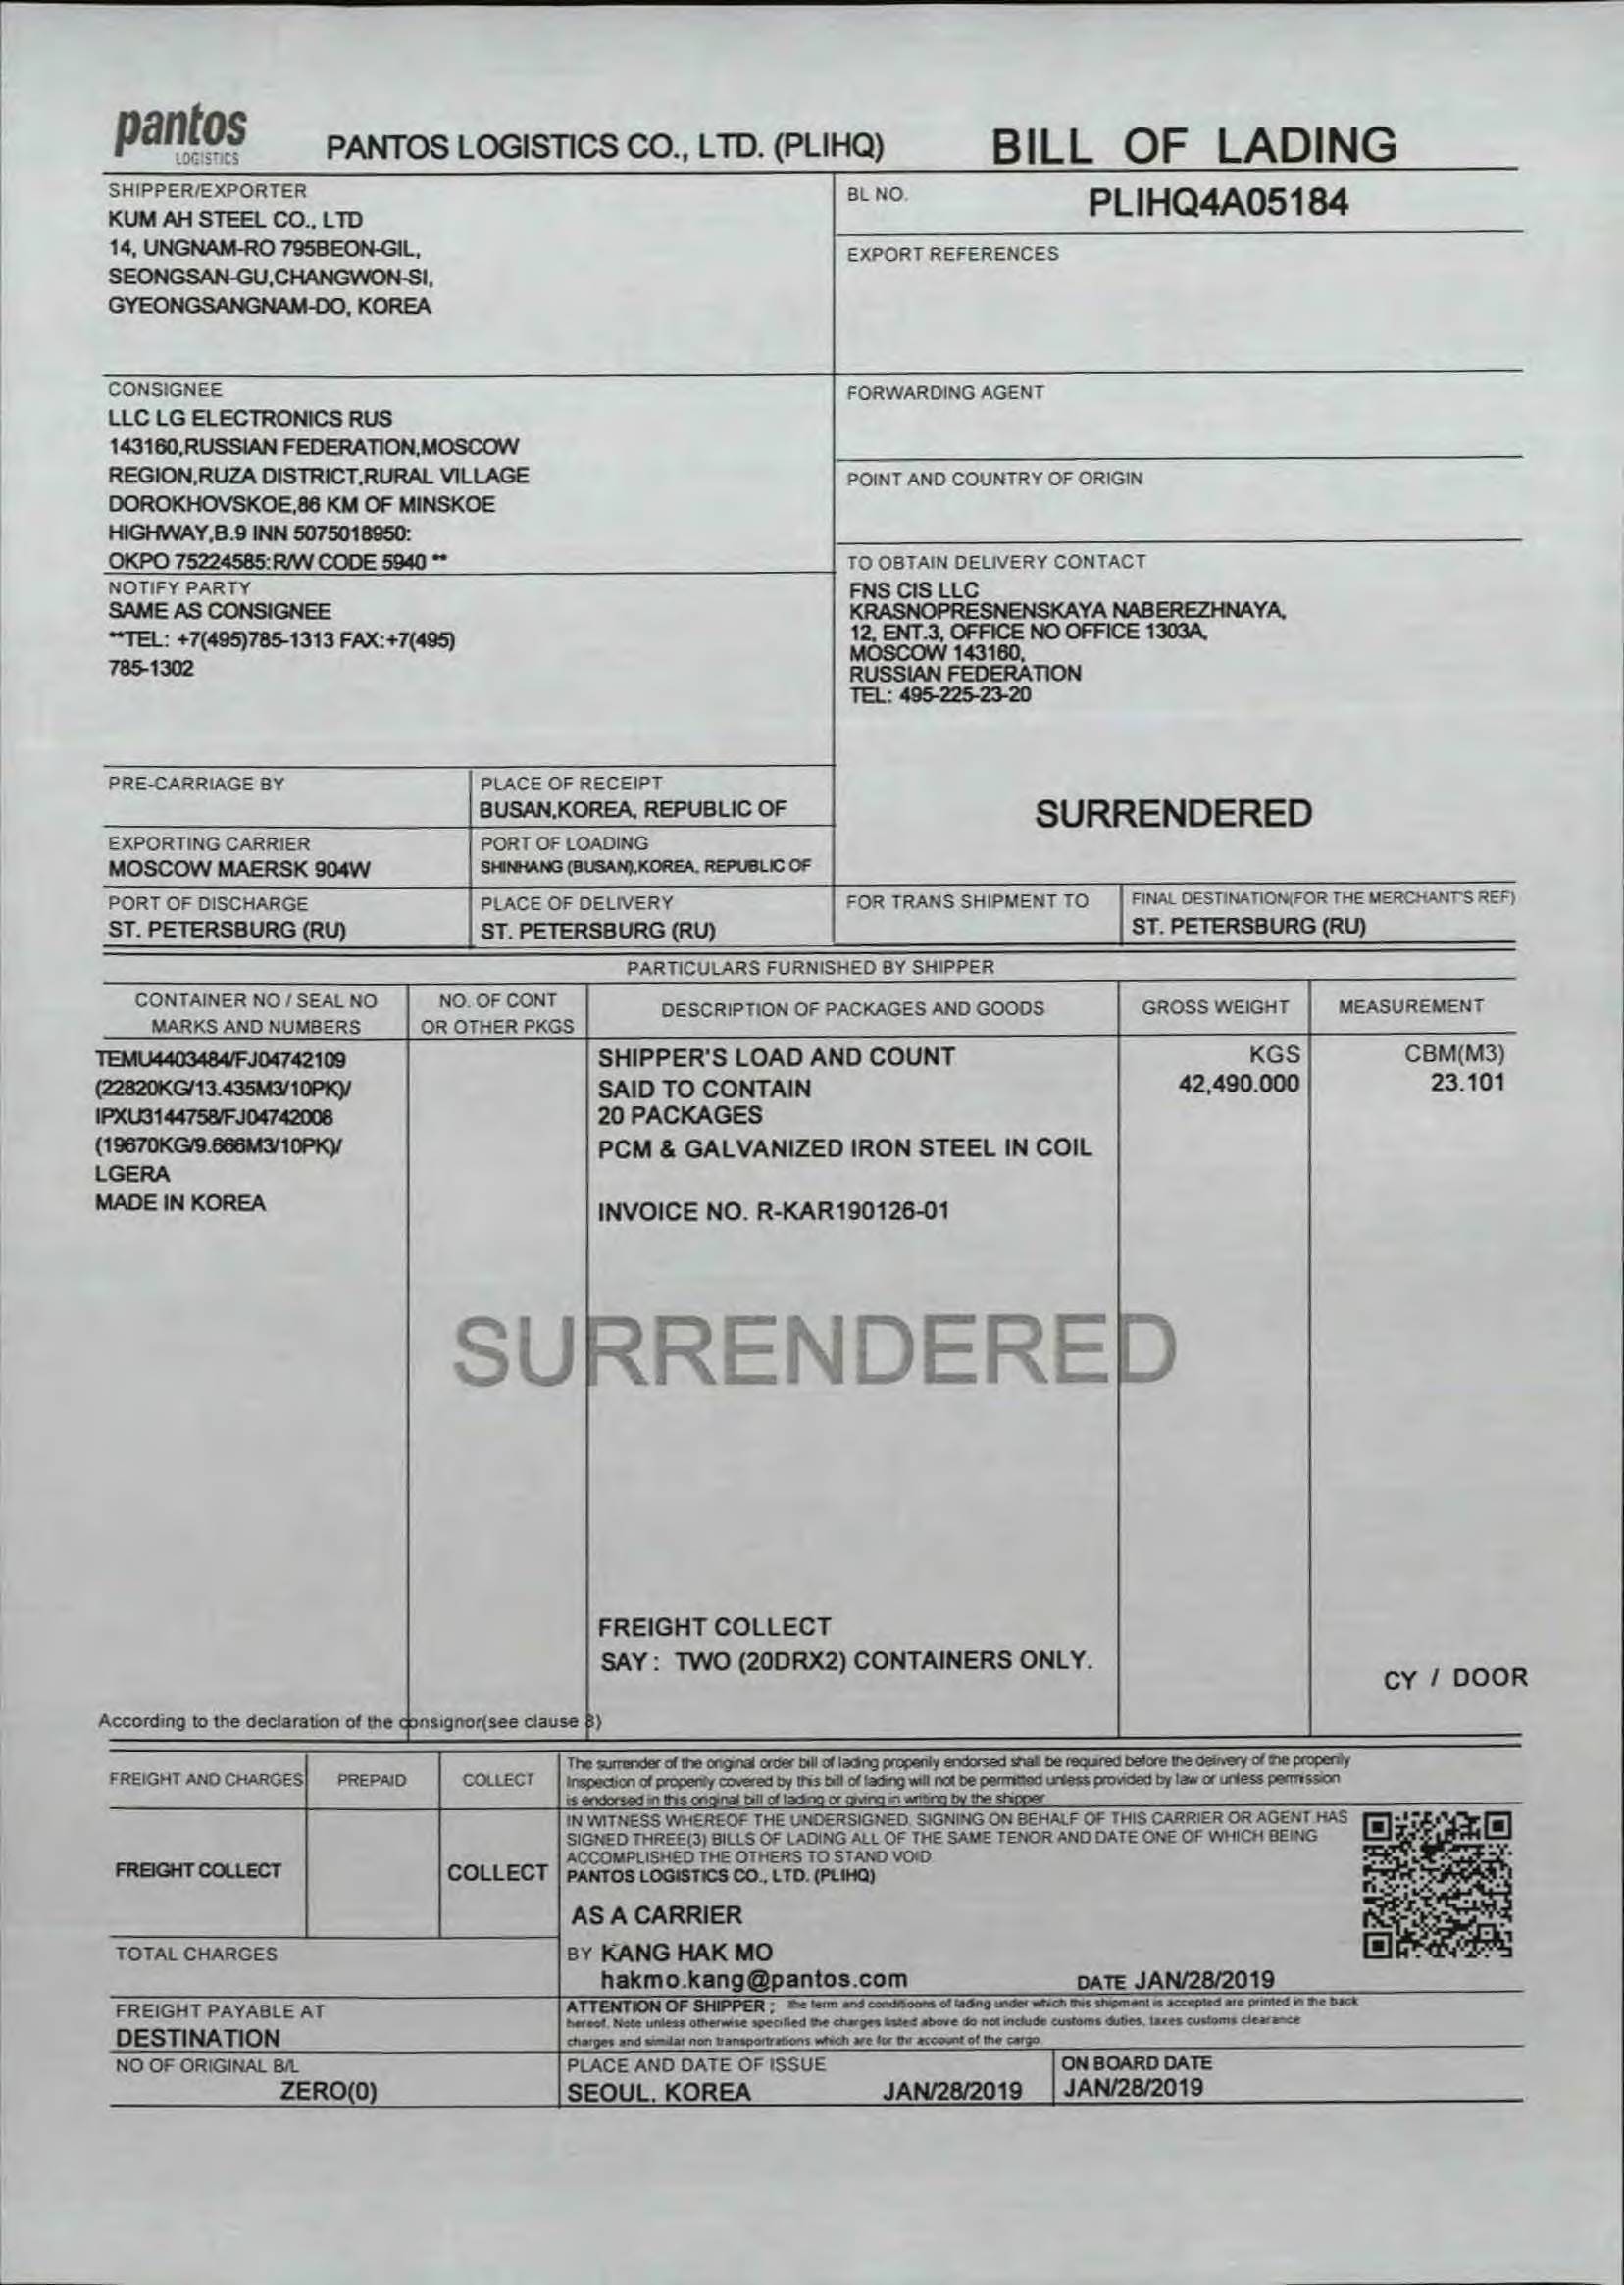 pantos
LOGISTICS
PANTOS LOGISTICS CO., LTD. (PLIHQ)
BILL OF LADING
SHIPPER/EXPORTER
KUM AH STEEL CO., LTD
14, UNGNAM-RO 795BEON-GIL,
SEONGSAN-GU,CHANGWON-SI,
GYEONGSANGNAM-DO, KOREA
BL NO.
PLIHQ4A05184
EXPORT REFERENCES
CONSIGNEE
LLC LG ELECTRONICS RUS
143160,RUSSIAN FEDERATION,MOSCOW
REGION,RUZA DISTRICT,RURAL VILLAGE
DOROKHOVSKOE,86 KM OF MINSKOE
HIGHWAY,B.9 INN 5075018950:
OKPO 75224585:R/W CODE 5940 **
FORWARDING AGENT
POINT AND COUNTRY OF ORIGIN
NOTIFY PARTY
SAME AS CONSIGNEE
**TEL: +7(495)785-1313 FAX:+7(495)
785-1302
TO OBTAIN DELIVERY CONTACT
FNS CIS LLC
KRASNOPRESNENSKAYA NABEREZHNAYA,
12, ENT.3, OFFICE NO OFFICE 1303A,
MOSCOW 143160,
RUSSIAN FEDERATION
TEL: 495-225-23-20
PRE-CARRIAGE BY
PLACE OF RECEIPT
BUSAN,KOREA, REPUBLIC OF
SURRENDERED
EXPORTING CARRIER
MOSCOW MAERSK 904W
PORT OF LOADING
SHINHANG (BUSAN),KOREA, REPUBLIC OF
PORT OF DISCHARGE
ST. PETERSBURG (RU)
PLACE OF DELIVERY
ST. PETERSBURG (RU)
FOR TRANS SHIPMENT TO
FINAL DESTINATION(FOR THE MERCHANT'S REF)
ST. PETERSBURG (RU)
PARTICULARS FURNISHED BY SHIPPER
CONTAINER NO / SEAL NO
MARKS AND NUMBERS
NO. OF CONT
OR OTHER PKGS
DESCRIPTION OF PACKAGES AND GOODS
GROSS WEIGHT
MEASUREMENT
TEMU4403484/FJ04742109
(22820KG/13.435M3/10PK)/
IPXU3144758/FJ04742008
(19670KG/9.666M3/10PK)/
LGERA
MADE IN KOREA
SHIPPER'S LOAD AND COUNT
SAID TO CONTAIN
20 PACKAGES
PCM & GALVANIZED IRON STEEL IN COIL
INVOICE NO. R-KAR190126-01
KGS
42,490.000
CBM(M3)
23.101
SURRENDERED
FREIGHT COLLECT
SAY : TWO (20DRX2) CONTAINERS ONLY.
CY / DOOR
According to the declaration of the consignor(see clause 8)
FREIGHT AND CHARGES
PREPAID
COLLECT
The surrender of the original order bill of lading properily endorsed shall be required before the delivery of the properily
Inspection of properily covered by this bill of lading will not be permitted unless provided by law or unless permission
is endorsed in this original bill of lading or giving in writing by the shipper
FREIGHT COLLECT
COLLECT
IN WITNESS WHEREOF THE UNDERSIGNED, SIGNING ON BEHALF OF THIS CARRIER OR AGENT HAS
SIGNED THREE(3) BILLS OF LADING ALL OF THE SAME TENOR AND DATE ONE OF WHICH BEING
ACCOMPLISHED THE OTHERS TO STAND VOID
PANTOS LOGISTICS CO., LTD. (PLIHQ)
AS A CARRIER
TOTAL CHARGES
BY KANG HAK MO
hakmo.kang@pantos.com
DATE JAN/28/2019
FREIGHT PAYABLE AT
DESTINATION
ATTENTION OF SHIPPER ; the term and conditioons of lading under which this shipment is accepted are printed in the back
hereof. Note unless otherwise specified the charges listed above do not include customs duties, taxes customs clearance
charges and similar non transportrations which are for thr account of the cargo.
NO OF ORIGINAL B/L
ZERO(0)
PLACE AND DATE OF ISSUE
SEOUL, KOREA
JAN/28/2019
ON BOARD DATE
JAN/28/2019